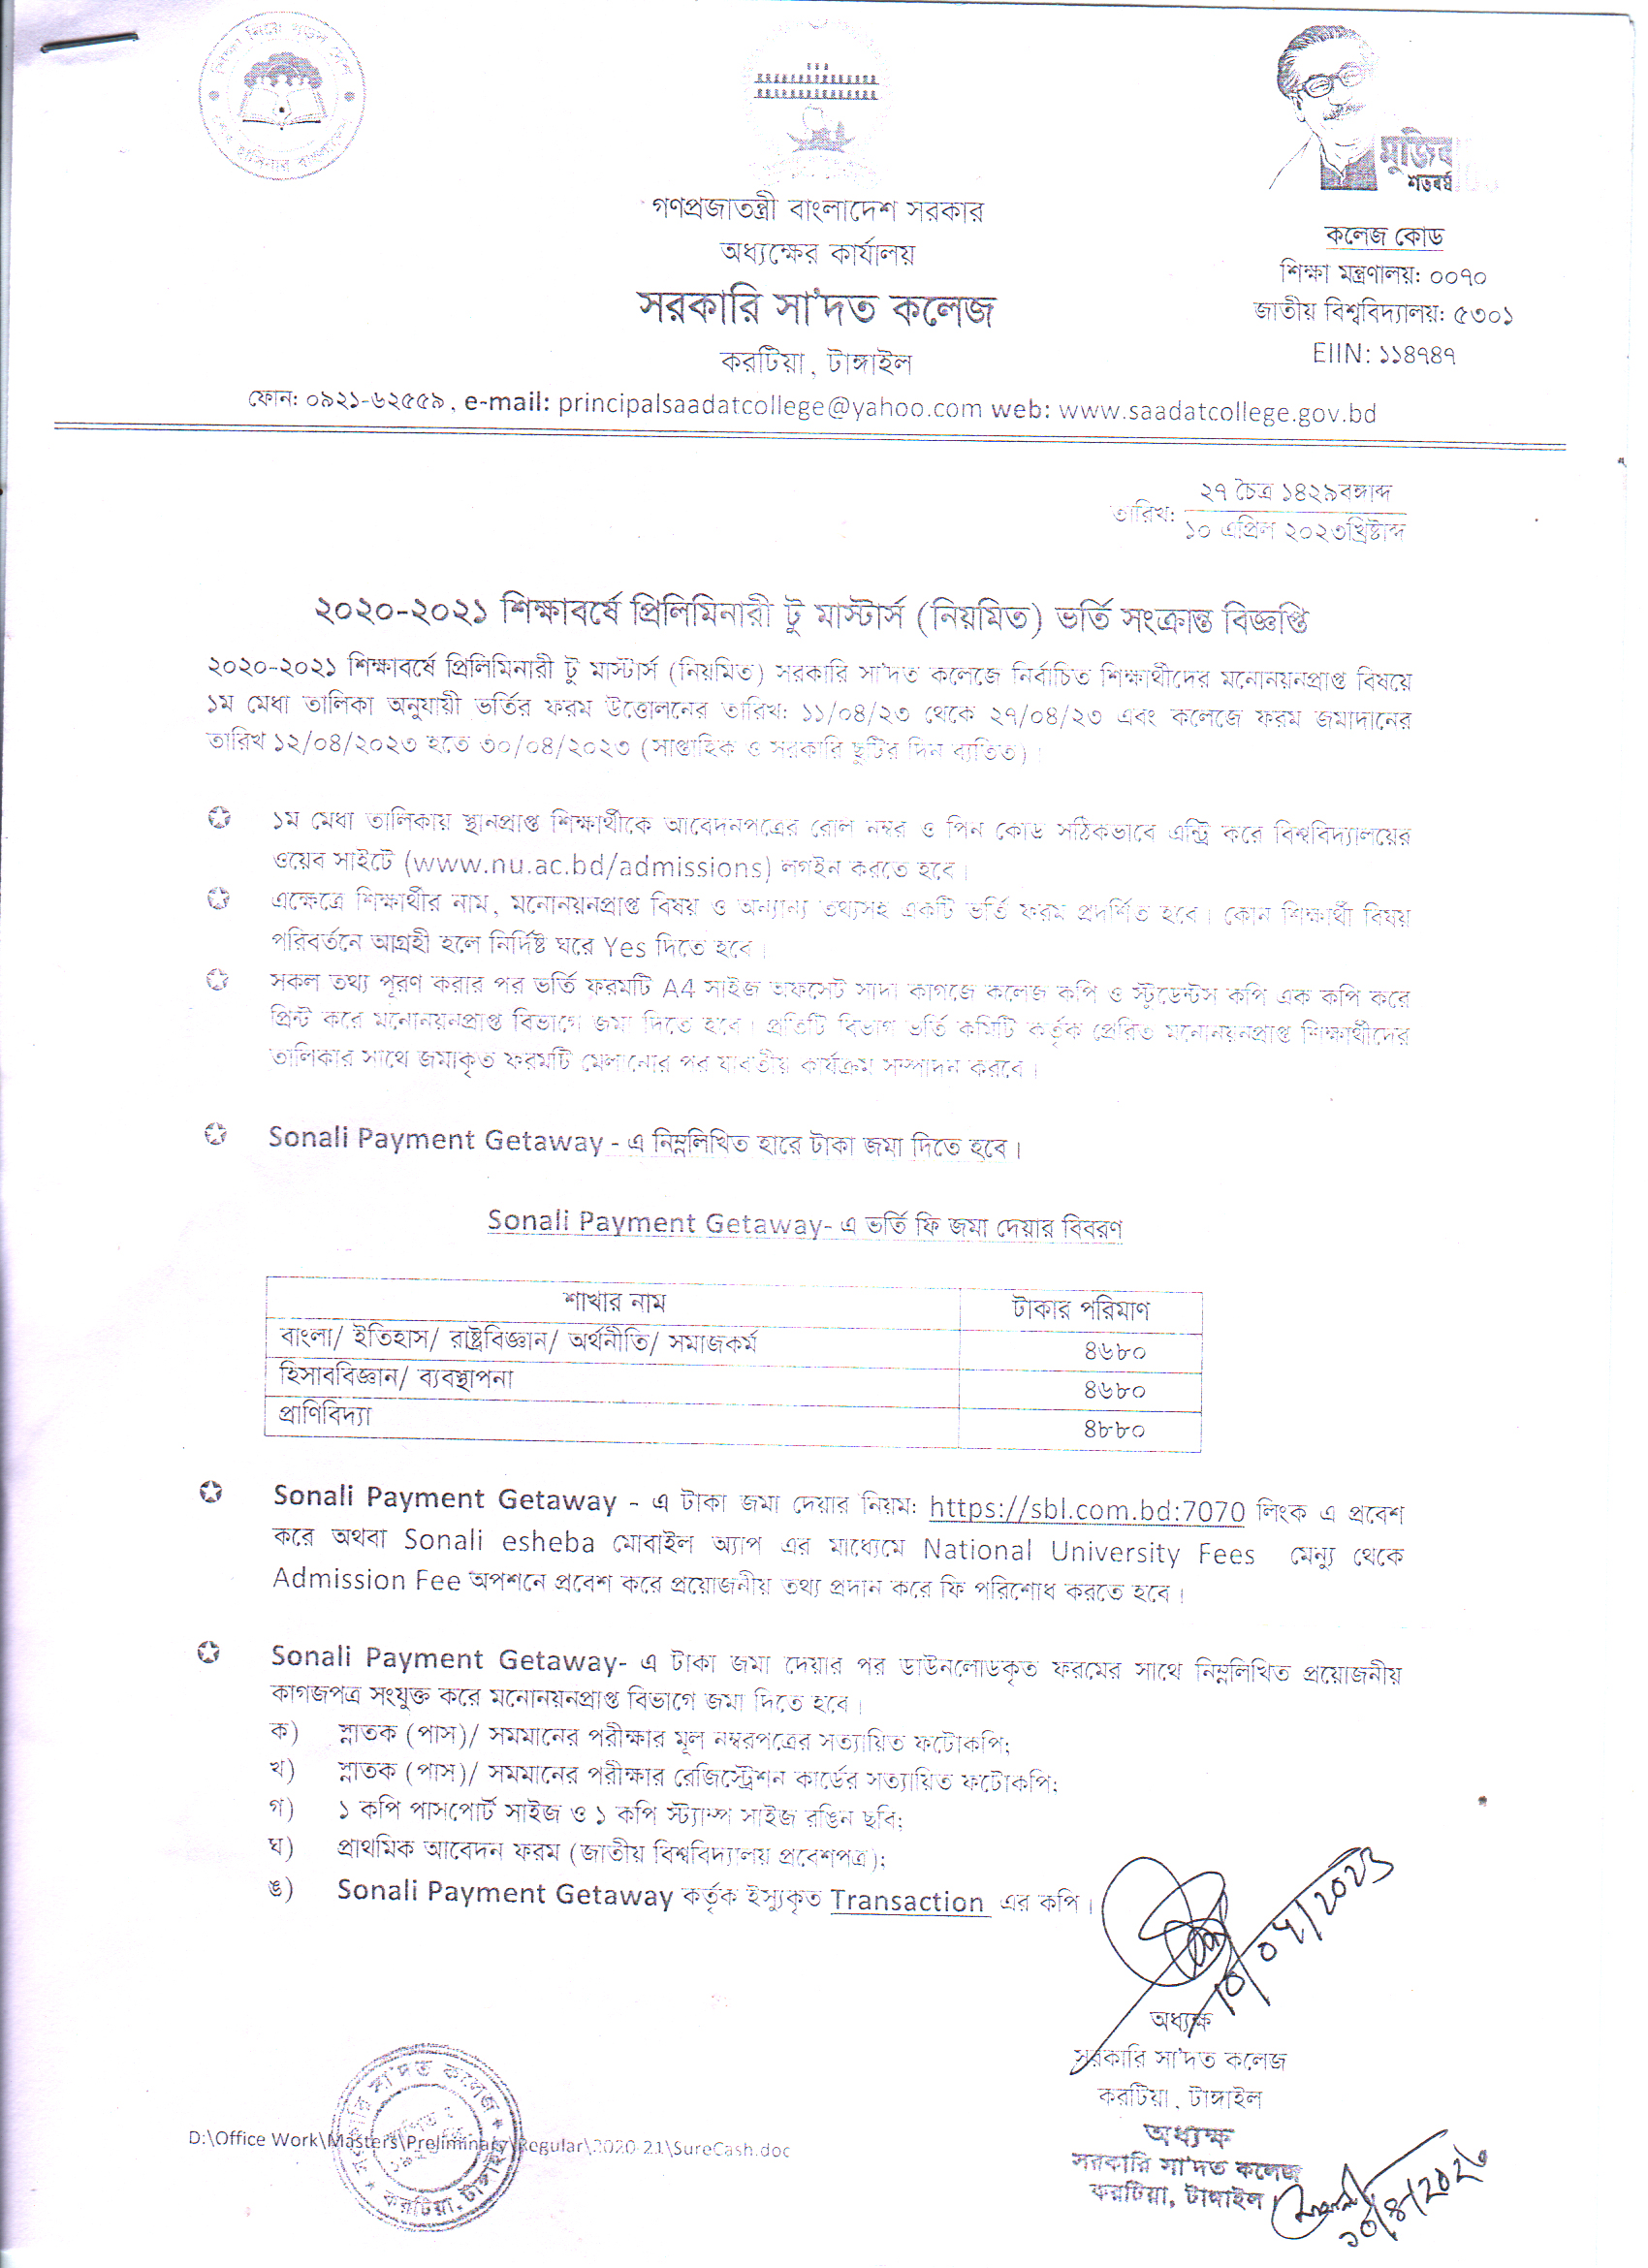 শিক্ষা নিয়ে গড়ব দেশ
শেখ হাসিনার বাংলাদেশ
মুজিব
শতবর্ষ
গণপ্রজাতন্ত্রী বাংলাদেশ সরকার
অধ্যক্ষের কার্যালয়
সরকারি সা'দত কলেজ
করটিয়া, টাঙ্গাইল
কলেজ কোড
শিক্ষা মন্ত্রণালয়: ০০৭০
জাতীয় বিশ্ববিদ্যালয়: ৫৩০১
EIIN: ১১৪৭৪৭
ফোন: ০৯২১-৬২৫৫৯, e-mail: principalsaadatcollege@yahoo.com web: www.saadatcollege.gov.bd
২৭ চৈত্র ১৪২৯বঙ্গাব্দ
তারিখ:
১০ এপ্রিল ২০২৩খ্রিষ্টাব্দ
২০২০-২০২১ শিক্ষাবর্ষে প্রিলিমিনারী টু মাস্টার্স (নিয়মিত) ভর্তি সংক্রান্ত বিজ্ঞপ্তি
২০২০-২০২১ শিক্ষাবর্ষে প্রিলিমিনারী টু মাস্টার্স (নিয়মিত) সরকারি সা'দত কলেজে নির্বাচিত শিক্ষার্থীদের মনোনয়নপ্রাপ্ত বিষয়ে
১ম মেধা তালিকা অনুযায়ী ভর্তির ফরম উত্তোলনের তারিখ: ১১/০৪/২৩ থেকে ২৭/০৪/২৩ এবং কলেজে ফরম জমাদানের
তারিখ ১২/০৪/২০২৩ হতে ৩০/০৪/২০২৩ (সাপ্তাহিক ও সরকারি ছুটির দিন ব্যতিত)।
১ম মেধা তালিকায় স্থানপ্রাপ্ত শিক্ষার্থীকে আবেদনপত্রের রোল নম্বর ও পিন কোড সঠিকভাবে এন্ট্রি করে বিশ্ববিদ্যালয়ের
ওয়েব সাইটে (www.nu.ac.bd/admissions) লগইন করতে হবে।
এক্ষেত্রে শিক্ষার্থীর নাম, মনোনয়নপ্রাপ্ত বিষয় ও অন্যান্য তথ্যসহ একটি ভর্তি ফরম প্রদর্শিত হবে। কোন শিক্ষার্থী বিষয়
পরিবর্তনে আগ্রহী হলে নির্দিষ্ট ঘরে Yes দিতে হবে।
সকল তথ্য পূরণ করার পর ভর্তি ফরমটি A4 সাইজ অফসেট সাদা কাগজে কলেজ কপি ও স্টুডেন্টস কপি এক কপি করে
প্রিন্ট করে মনোনয়নপ্রাপ্ত বিভাগে জমা দিতে হবে। প্রতিটি বিভাগ ভর্তি কমিটি কর্তৃক প্রেরিত মনোনয়নপ্রাপ্ত শিক্ষার্থীদের
তালিকার সাথে জমাকৃত ফরমটি মেলানোর পর যাবতীয় কার্যক্রম সম্পাদন করবে।
Sonali Payment Getaway - এ নিম্নলিখিত হারে টাকা জমা দিতে হবে।
Sonali Payment Getaway- এ ভর্তি ফি জমা দেয়ার বিবরণ
শাখার নাম টাকার পরিমাণ
বাংলা/ ইতিহাস/ রাষ্ট্রবিজ্ঞান/ অর্থনীতি/ সমাজকর্ম ৪৬৮০
হিসাববিজ্ঞান/ ব্যবস্থাপনা ৪৬৮০
প্রাণিবিদ্যা ৪৮৮০
Sonali Payment Getaway - এ টাকা জমা দেয়ার নিয়ম: https://sbl.com.bd:7070 লিংক এ প্রবেশ
করে অথবা Sonali esheba মোবাইল অ্যাপ এর মাধ্যেমে National University Fees মেন্যু থেকে
Admission Fee অপশনে প্রবেশ করে প্রয়োজনীয় তথ্য প্রদান করে ফি পরিশোধ করতে হবে।
Sonali Payment Getaway- এ টাকা জমা দেয়ার পর ডাউনলোডকৃত ফরমের সাথে নিম্নলিখিত প্রয়োজনীয়
কাগজপত্র সংযুক্ত করে মনোনয়নপ্রাপ্ত বিভাগে জমা দিতে হবে।
ক) স্নাতক (পাস)/ সমমানের পরীক্ষার মূল নম্বরপত্রের সত্যায়িত ফটোকপি;
খ) স্নাতক (পাস)/ সমমানের পরীক্ষার রেজিস্ট্রেশন কার্ডের সত্যায়িত ফটোকপি;
গ) ১ কপি পাসপোর্ট সাইজ ও ১ কপি স্ট্যাম্প সাইজ রঙিন ছবি;
ঘ) প্রাথমিক আবেদন ফরম (জাতীয় বিশ্ববিদ্যালয় প্রবেশপত্র);
ঙ) Sonali Payment Getaway কর্তৃক ইস্যুকৃত Transaction এর কপি।
১০/০৪/২০২৩
অধ্যক্ষ
সরকারি সা'দত কলেজ
করটিয়া, টাঙ্গাইল
অধ্যক্ষ
সরকারি সা'দত কলেজ
করটিয়া, টাঙ্গাইল
১০/৪/২০২৩
সরকারি সা'দত কলেজ
করটিয়া, টাঙ্গাইল
D:\Office Work\Masters\Preliminary\Regular\2020-21\SureCash.doc